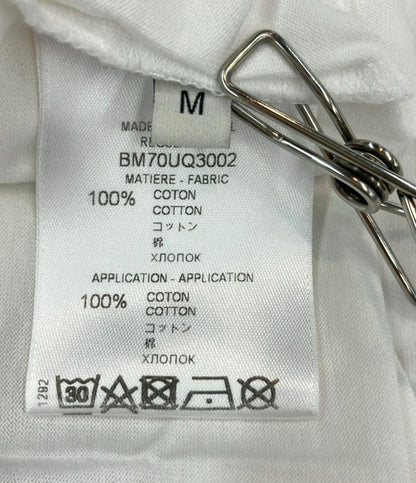 M
MADE
BM70UQ3002
MATIERE - FABRIC
100% COTON
COTTON
コットン
棉
ХЛОПОК
APPLICATION - APPLICATION
100% COTON
COTTON
コットン
棉
ХЛОПОК
1292
30